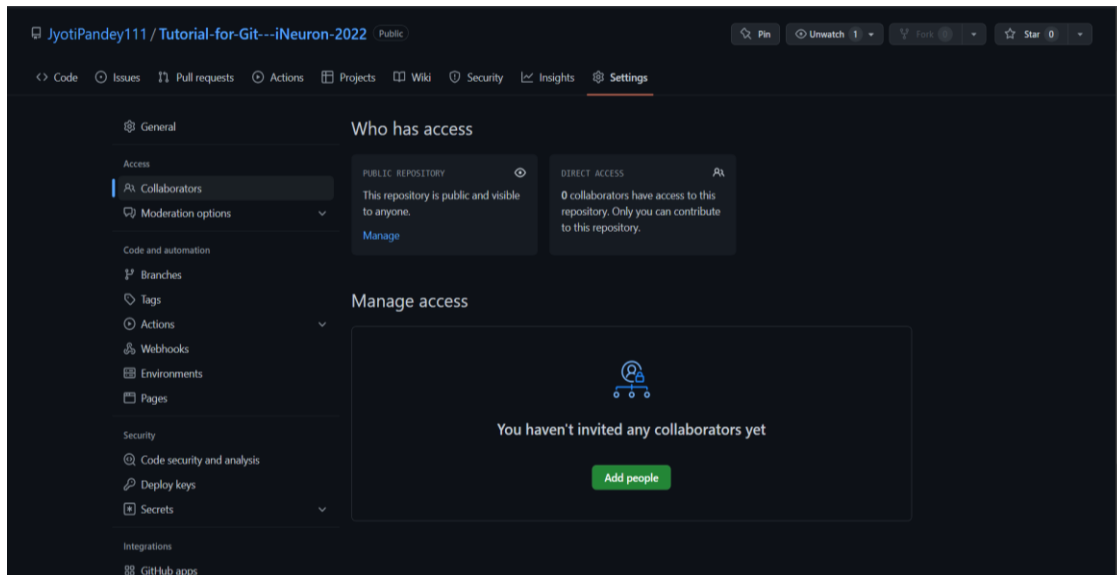 JyotiPandey111 / Tutorial-for-Git---iNeuron-2022 Public
Pin
Unwatch 1
Fork 0
Star 0
Code
Issues
Pull requests
Actions
Projects
Wiki
Security
Insights
Settings
General
Access
Collaborators
Moderation options
Code and automation
Branches
Tags
Actions
Webhooks
Environments
Pages
Security
Code security and analysis
Deploy keys
Secrets
Integrations
GitHub apps
Who has access
PUBLIC REPOSITORY
This repository is public and visible
to anyone.
Manage
DIRECT ACCESS
0 collaborators have access to this
repository. Only you can contribute
to this repository.
Manage access
You haven't invited any collaborators yet
Add people